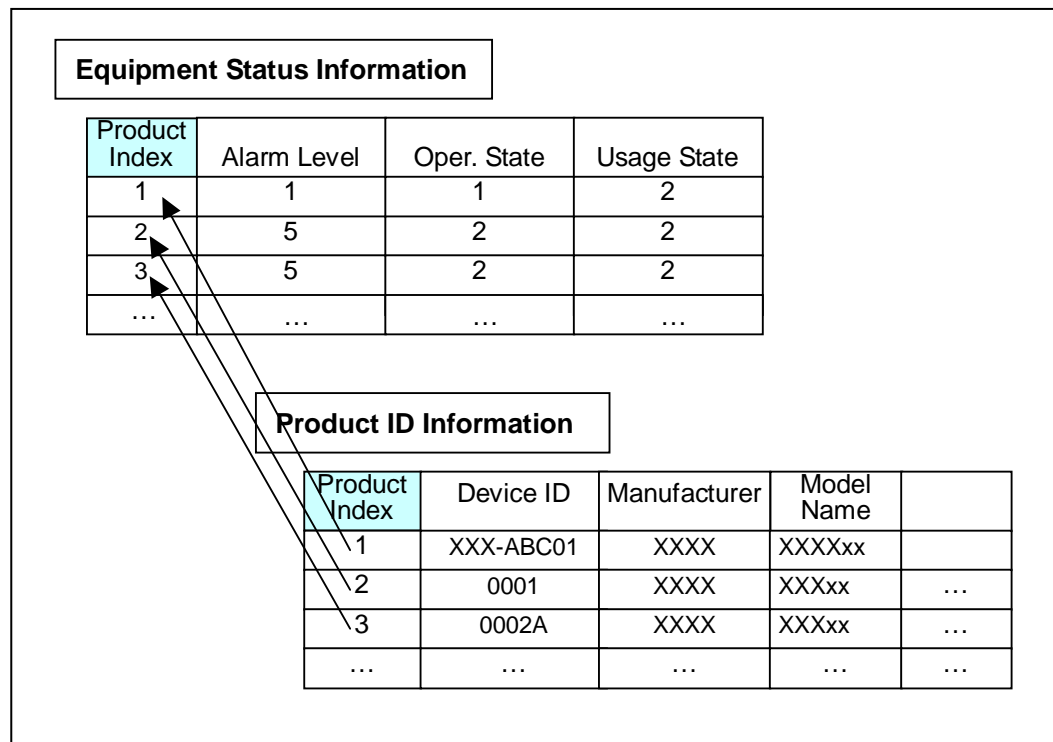 Equipment Status Information
Product Index Alarm Level Oper. State Usage State
1 1 1 2
2 5 2 2
3 5 2 2
… … … …
Product ID Information
Product Index Device ID Manufacturer Model Name
1 XXX-ABC01 XXXX XXXXxx
2 0001 XXXX XXXxx …
3 0002A XXXX XXXxx …
… … … … …